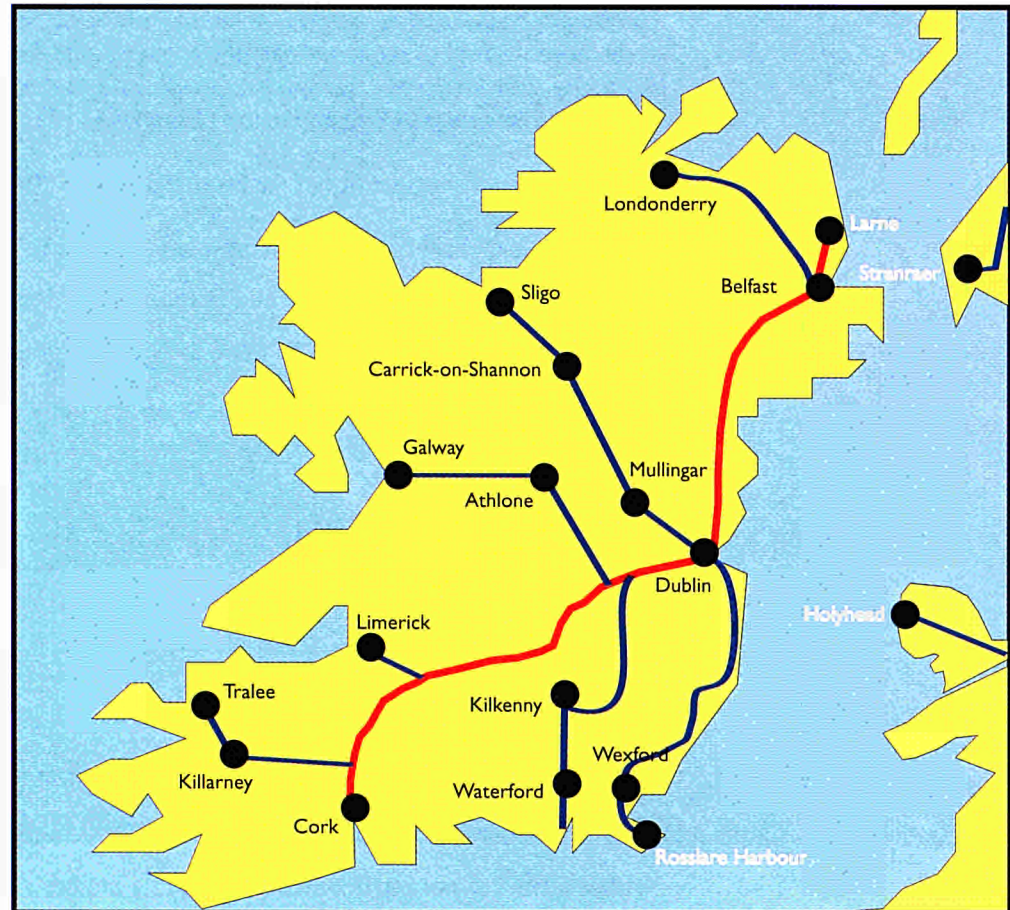 Londonderry
Larne
Stranraer
Belfast
Sligo
Carrick-on-Shannon
Galway
Mullingar
Athlone
Dublin
Holyhead
Limerick
Tralee
Kilkenny
Wexford
Killarney
Waterford
Cork
Rosslare Harbour